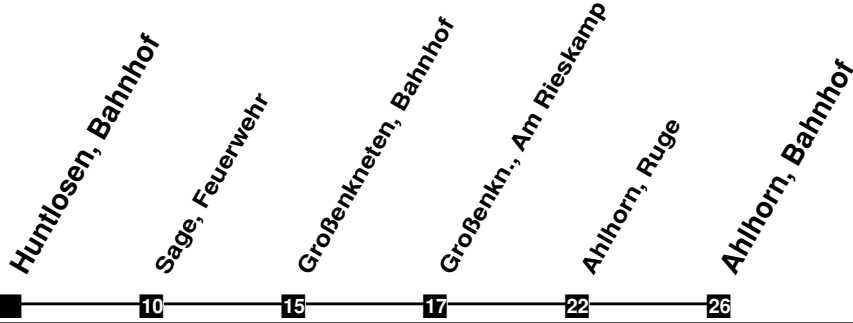 Huntlosen, Bahnhof
Sage, Feuerwehr
Großenkneten, Bahnhof
Großenkn., Am Rieskamp
Ahlhorn, Ruge
Ahlhorn, Bahnhof
10 15 17 22 26